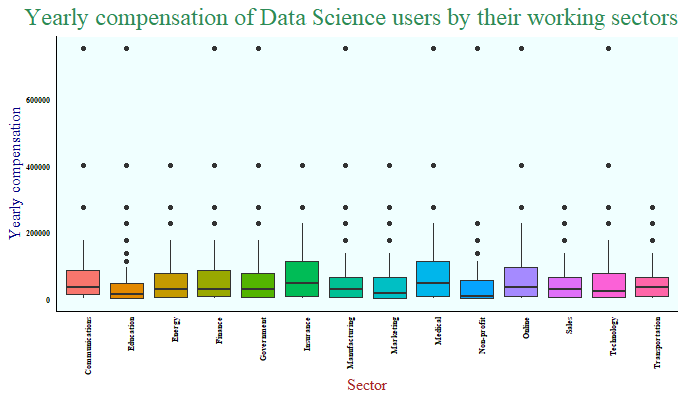 Yearly compensation of Data Science users by their working sectors
Yearly compensation
600000
400000
200000
0
Communications
Education
Energy
Finance
Government
Insurance
Manufacturing
Marketing
Medical
Non-profit
Online
Sales
Technology
Transportation
Sector